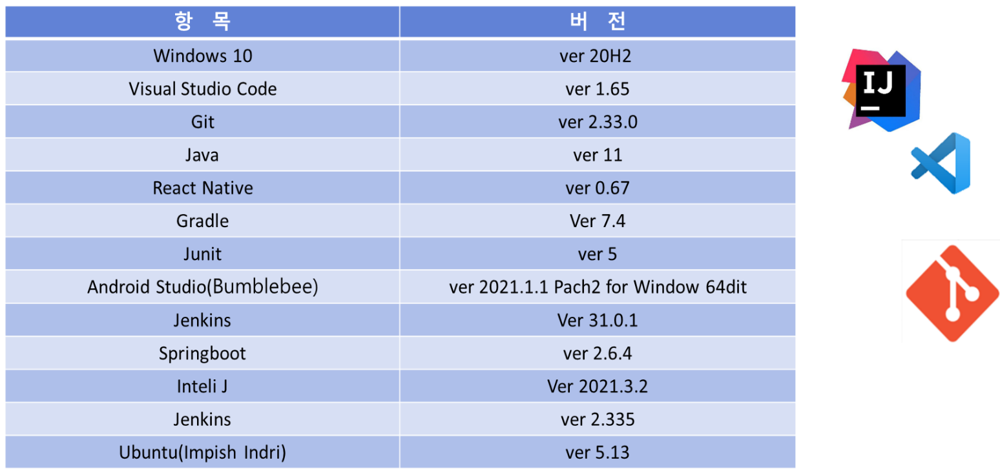 항 목 버 전
Windows 10 ver 20H2
Visual Studio Code ver 1.65
Git ver 2.33.0
Java ver 11
React Native ver 0.67
Gradle Ver 7.4
Junit ver 5
Android Studio(Bumblebee) ver 2021.1.1 Pach2 for Window 64dit
Jenkins Ver 31.0.1
Springboot ver 2.6.4
Inteli J Ver 2021.3.2
Jenkins ver 2.335
Ubuntu(Impish Indri) ver 5.13
IJ